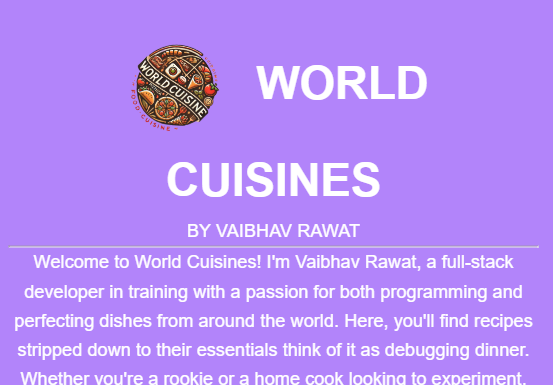 WORLD CUISINE
FOOD CUISINE
WORLD
CUISINES
BY VAIBHAV RAWAT
Welcome to World Cuisines! I'm Vaibhav Rawat, a full-stack
developer in training with a passion for both programming and
perfecting dishes from around the world. Here, you'll find recipes
stripped down to their essentials think of it as debugging dinner.
Whether you're a rookie or a home cook looking to experiment,